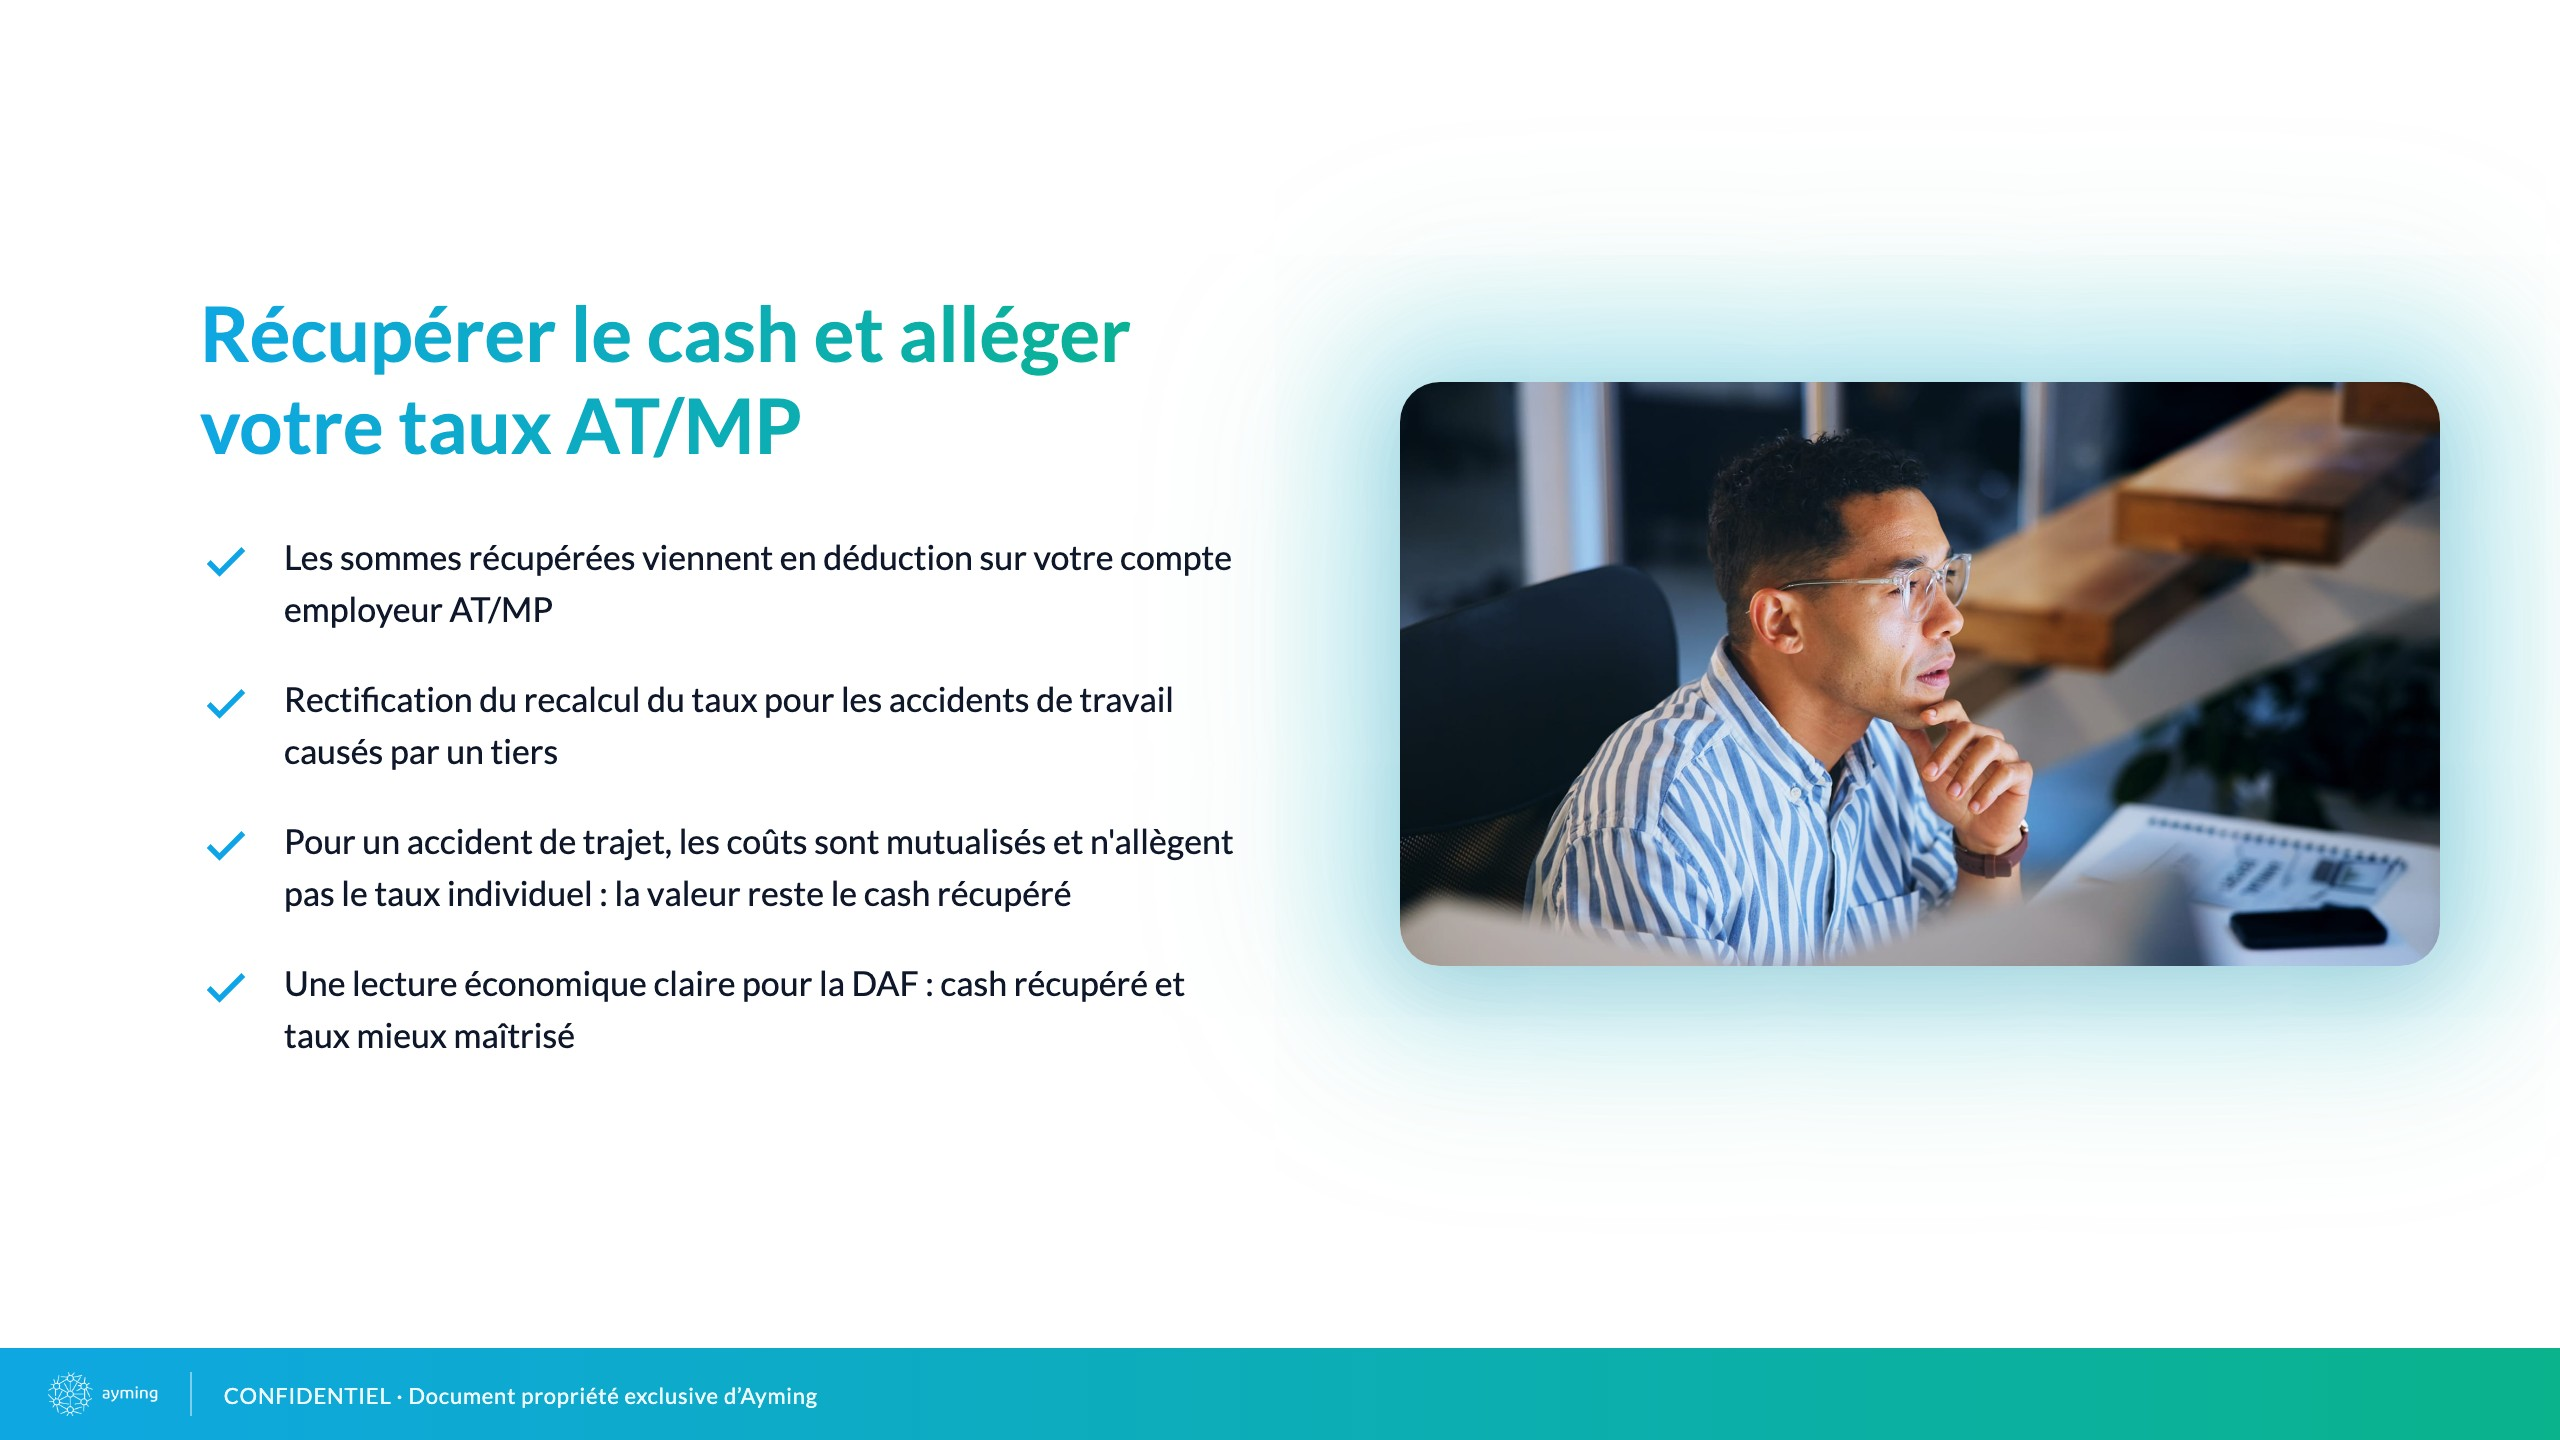 Récupérer le cash et alléger
votre taux AT/MP
Les sommes récupérées viennent en déduction sur votre compte
employeur AT/MP
Rectification du recalcul du taux pour les accidents de travail
causés par un tiers
Pour un accident de trajet, les coûts sont mutualisés et n'allègent
pas le taux individuel : la valeur reste le cash récupéré
Une lecture économique claire pour la DAF : cash récupéré et
taux mieux maîtrisé
ayming
CONFIDENTIEL · Document propriété exclusive d’Ayming